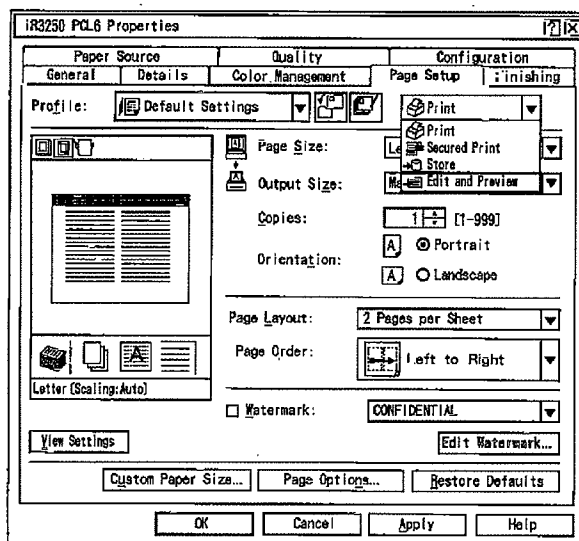 iR3250 PCL6 Properties
Paper Source Quality Configuration
General Details Color Management Page Setup Finishing
Profile: Default Settings Print
Print
Secured Print
Store
Edit and Preview
Page Size: Le
Output Size: Ma
Copies: 1 [1-999]
Orientation:
A Portrait
A Landscape
Page Layout: 2 Pages per Sheet
Page Order: Left to Right
Letter (Scaling:Auto)
Watermark: CONFIDENTIAL
View Settings Edit Watermark...
Custom Paper Size... Page Options... Restore Defaults
OK Cancel Apply Help